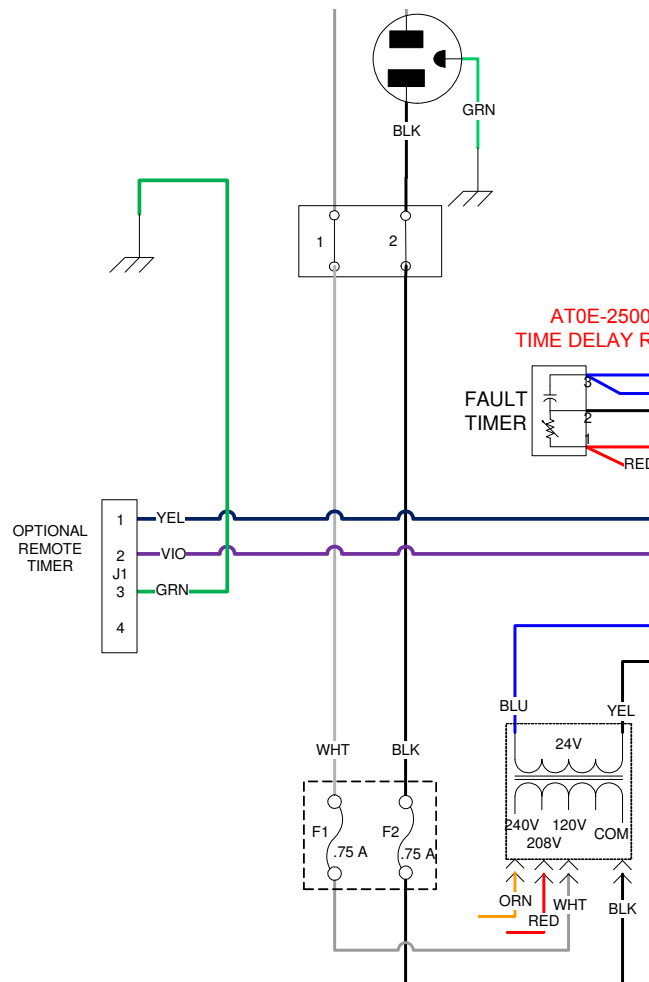 GRN
BLK
1
2
AT0E-2500
TIME DELAY R
3
FAULT
TIMER
2
1
RED
OPTIONAL
REMOTE
TIMER
1
YEL
2
VIO
J1
3
GRN
4
BLU
YEL
WHT
BLK
24V
F1
F2
.75 A
.75 A
240V
120V
COM
208V
ORN
WHT
BLK
RED